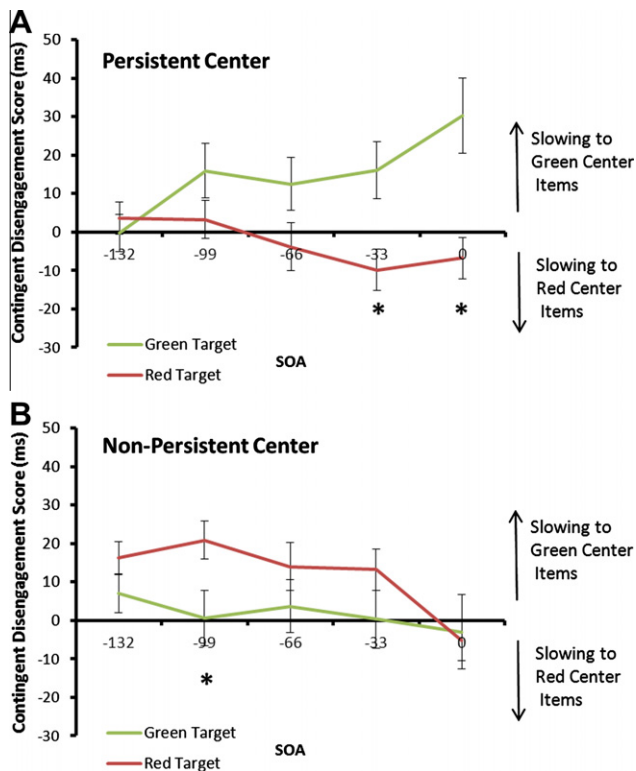 A
Persistent Center
Contingent Disengagement Score (ms)
50
40
30
20
10
0
-10
-20
-30
-132
-99
-66
-33
0
*
*
Green Target
Red Target
SOA
Slowing to
Green Center
Items
Slowing to
Red Center
Items
B
Non-Persistent Center
Contingent Disengagement Score (ms)
50
40
30
20
10
0
-10
-20
-30
-132
-99
-66
-33
0
*
Green Target
Red Target
SOA
Slowing to
Green Center
Items
Slowing to
Red Center
Items